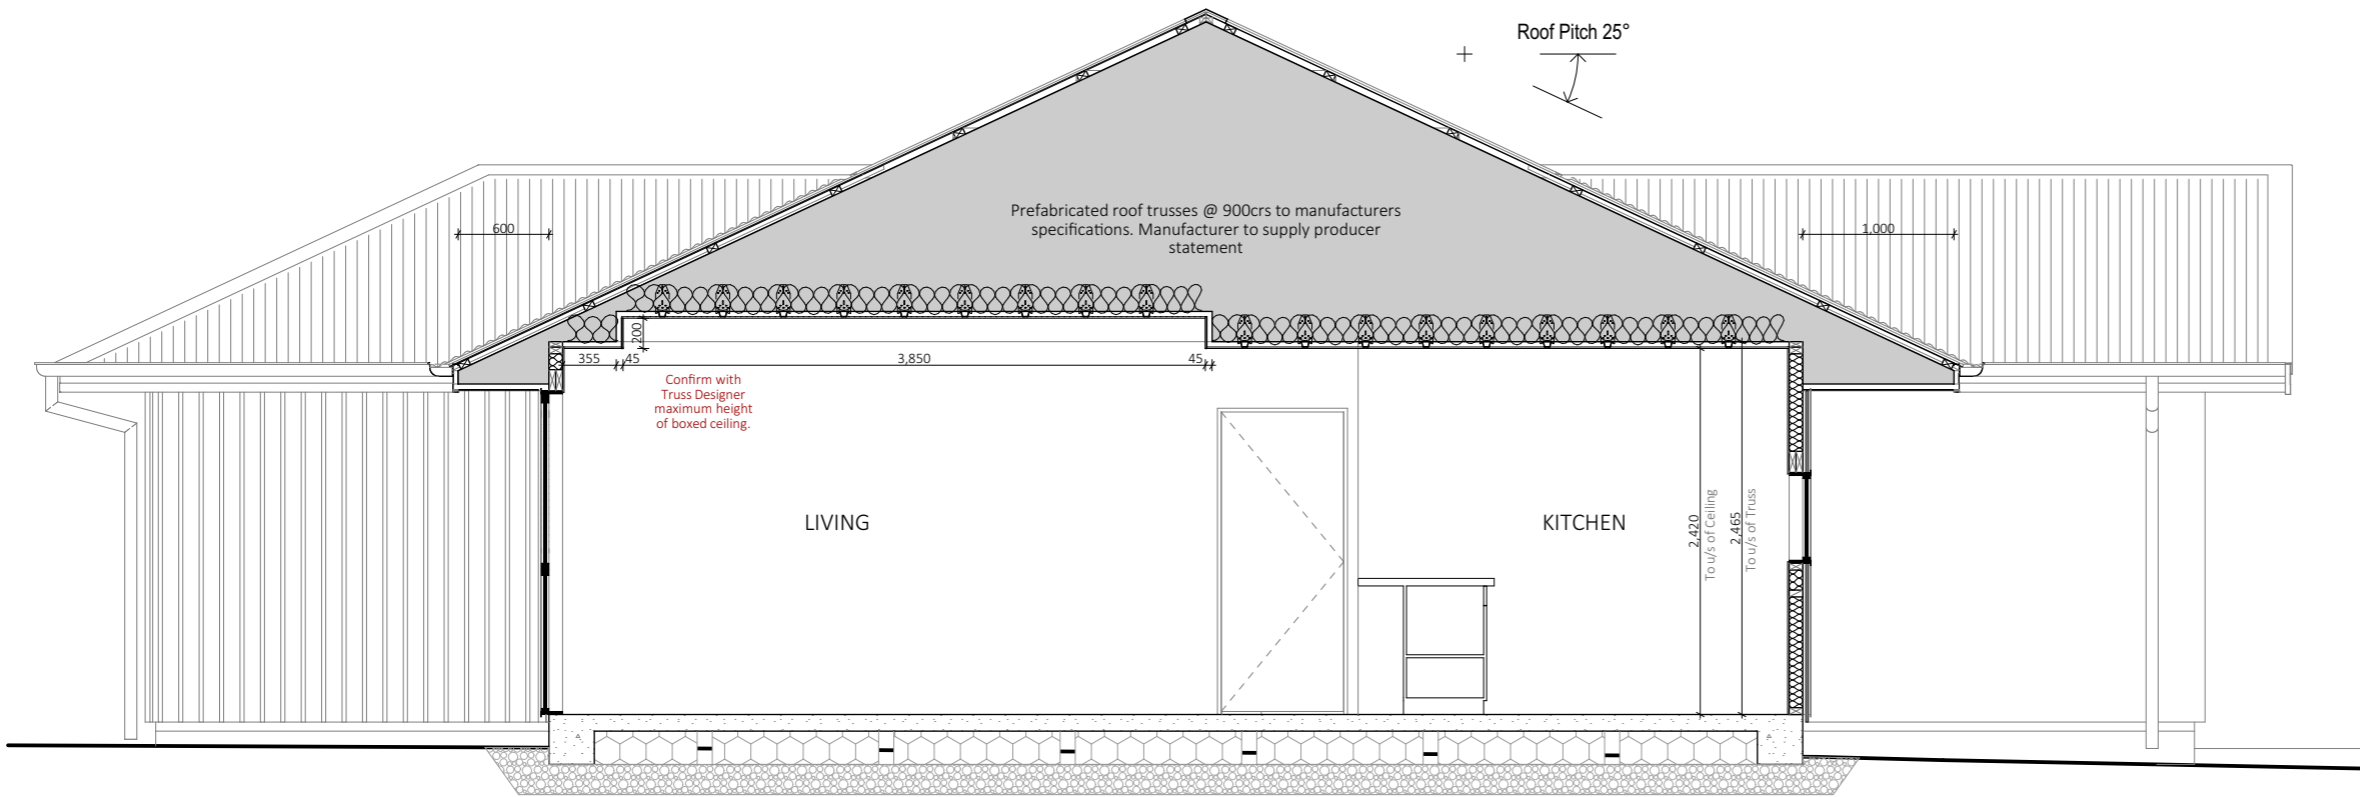 Roof Pitch 25°
Prefabricated roof trusses @ 900crs to manufacturers
specifications. Manufacturer to supply producer
statement
600
1,000
200
355
45
3,850
45
Confirm with
Truss Designer
maximum height
of boxed ceiling.
LIVING
KITCHEN
2,420
To u/s of Ceiling
2,465
To u/s of Truss